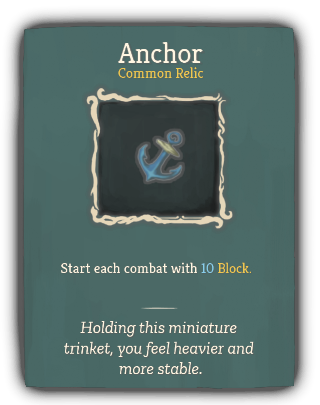 Anchor
Common Relic
Start each combat with 10 Block.
Holding this miniature
trinket, you feel heavier and
more stable.